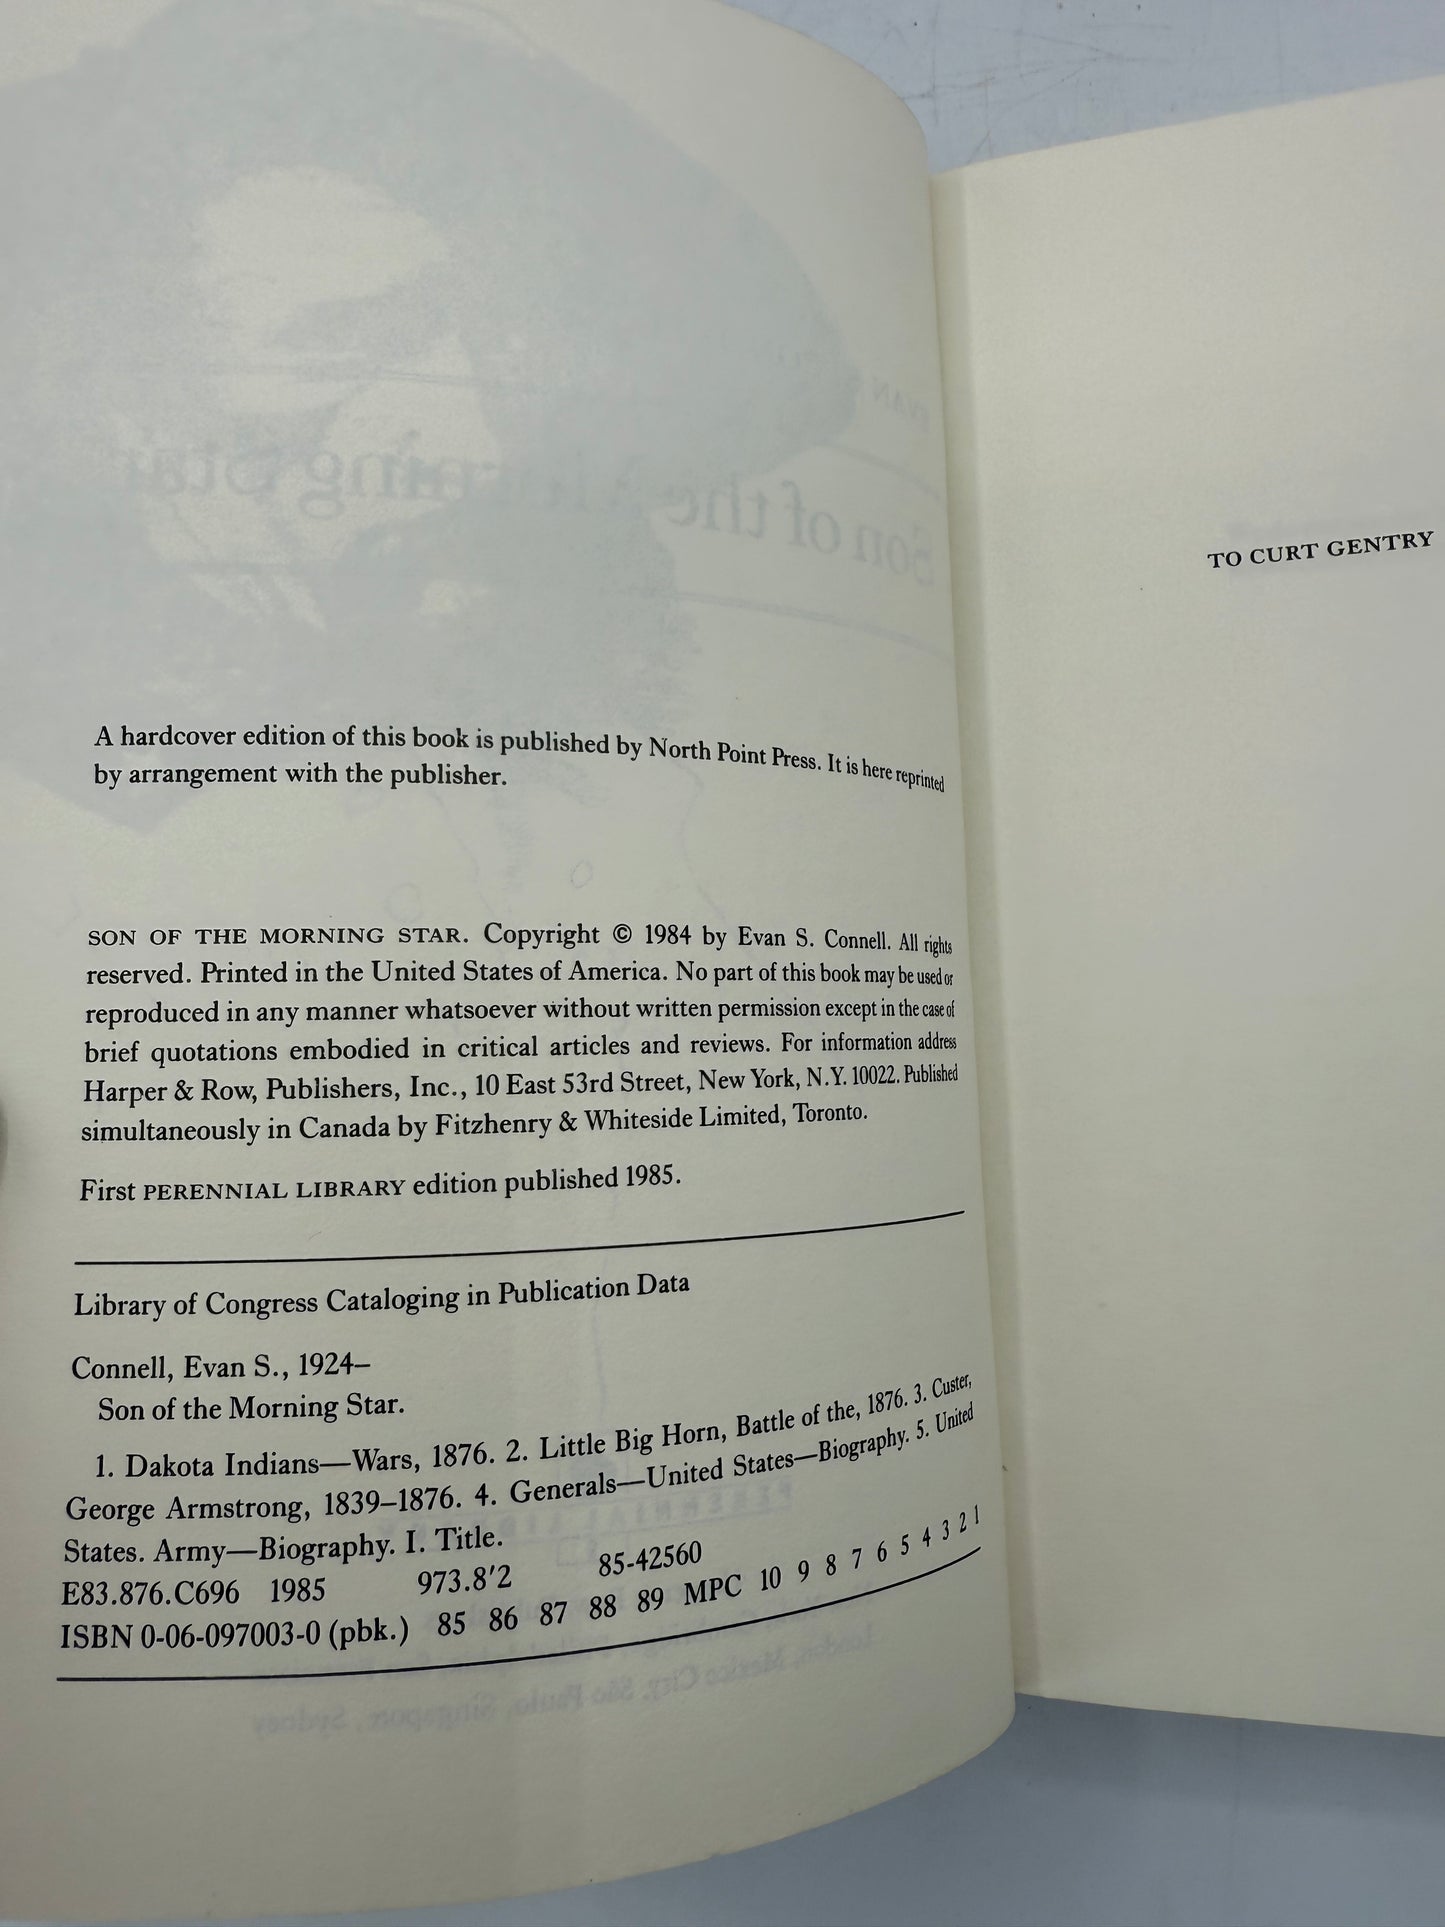 A hardcover edition of this book is published by North Point Press. It is here reprinted
by arrangement with the publisher.
SON OF THE MORNING STAR. Copyright © 1984 by Evan S. Connell. All rights
reserved. Printed in the United States of America. No part of this book may be used or
reproduced in any manner whatsoever without written permission except in the case of
brief quotations embodied in critical articles and reviews. For information address
Harper & Row, Publishers, Inc., 10 East 53rd Street, New York, N.Y. 10022. Published
simultaneously in Canada by Fitzhenry & Whiteside Limited, Toronto.
First PERENNIAL LIBRARY edition published 1985.
Library of Congress Cataloging in Publication Data
Connell, Evan S., 1924–
Son of the Morning Star.
1. Dakota Indians—Wars, 1876. 2. Little Big Horn, Battle of the, 1876. 3. Custer,
George Armstrong, 1839–1876. 4. Generals—United States—Biography. 5. United
States. Army—Biography. I. Title.
E83.876.C696 1985 973.8'2 85-42560
ISBN 0-06-097003-0 (pbk.) 85 86 87 88 89 MPC 10 9 8 7 6 5 4 3 2 1
TO CURT GENTRY